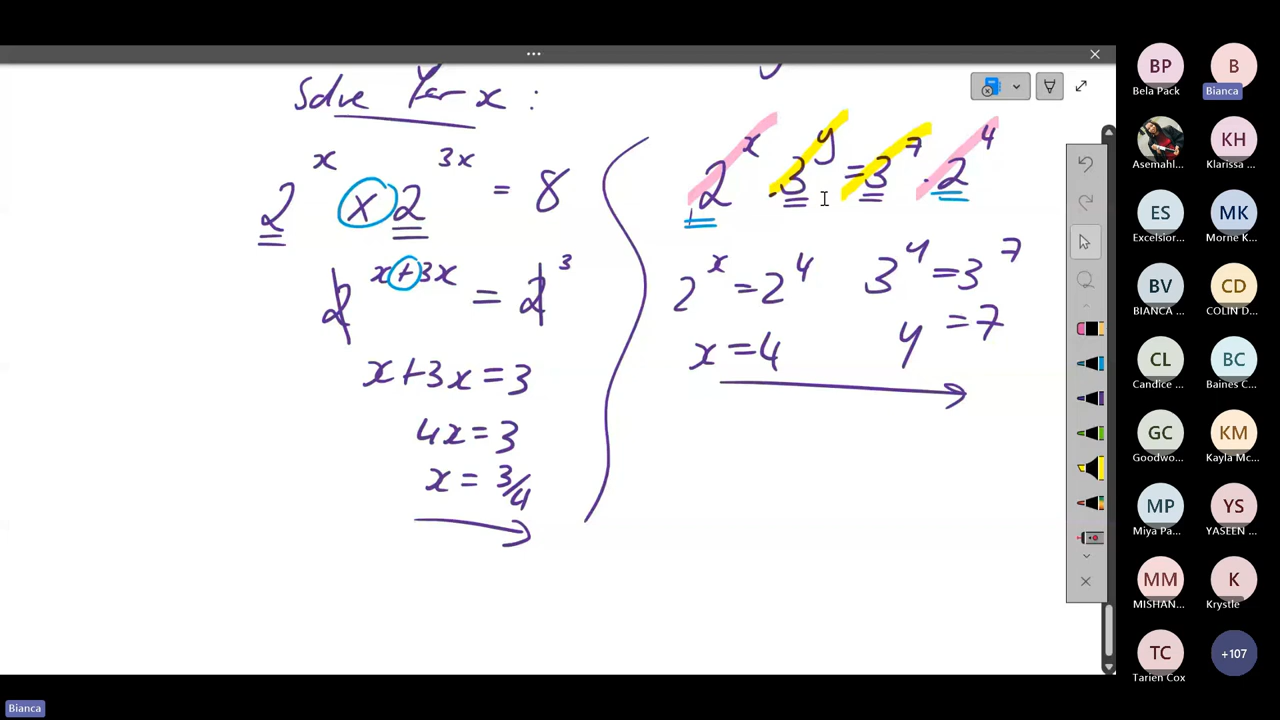 Solve for x :
2^x × 2^3x = 8
2^x+3x = 2^3
x+3x=3
4x=3
x = 3/4
2^x . 3^y = 3^7 . 2^4
2^x = 2^4
x = 4
3^y = 3^7
y = 7
BP
Bela Pack
B
Bianca
Asemahl...
KH
Klarissa ...
ES
Excelsior...
MK
Morne K...
BV
BIANCA ...
CD
COLIN D...
CL
Candice ...
BC
Baines C...
GC
Goodwo...
KM
Kayla Mc...
MP
Miya Pa...
YS
YASEEN ...
MM
MISHAN...
K
Krystle
TC
Tarien Cox
+107
Bianca